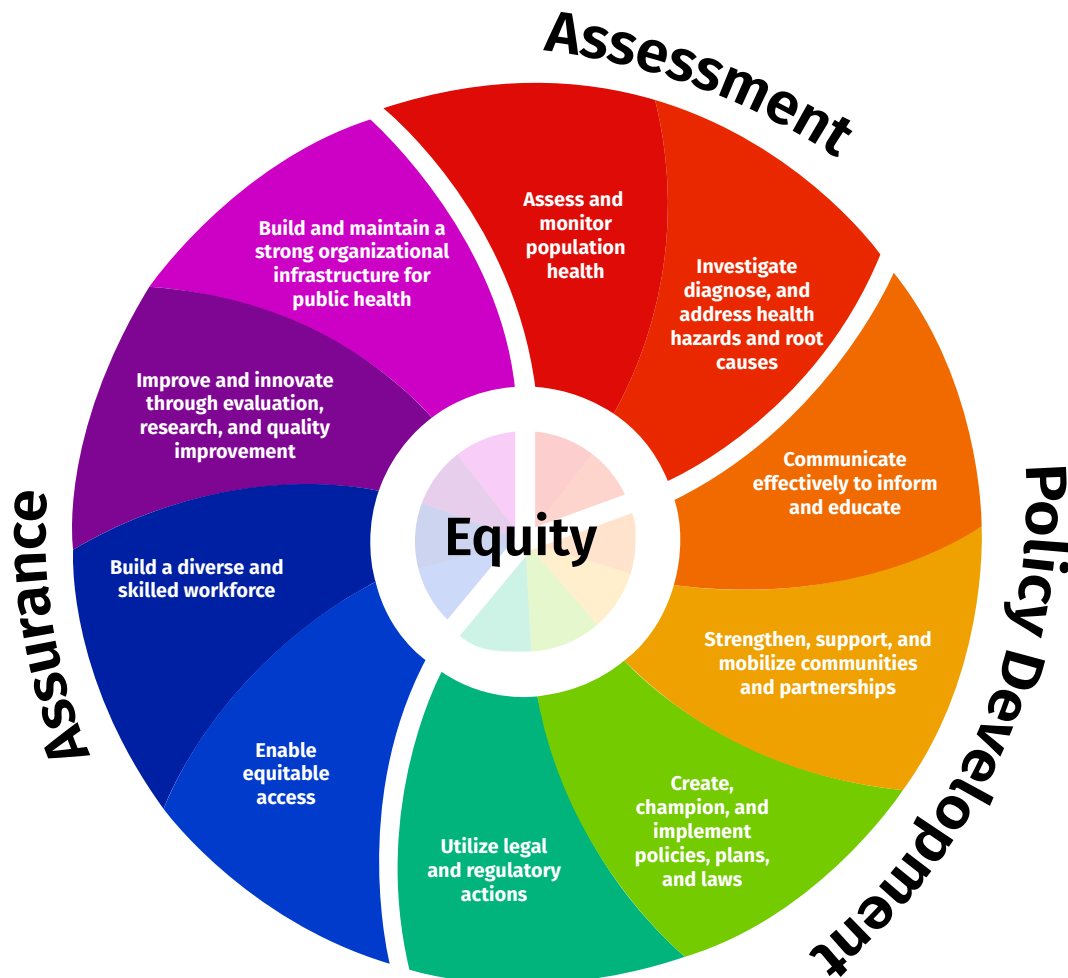 Assessment
Assess and
monitor
population
health
Investigate
diagnose, and
address health
hazards and root
causes
Policy Development
Communicate
effectively to inform
and educate
Strengthen, support, and
mobilize communities
and partnerships
Create,
champion, and
implement
policies, plans,
and laws
Utilize legal
and regulatory
actions
Assurance
Enable
equitable
access
Build a diverse and
skilled workforce
Improve and innovate
through evaluation,
research, and quality
improvement
Build and maintain a
strong organizational
infrastructure for
public health
Equity